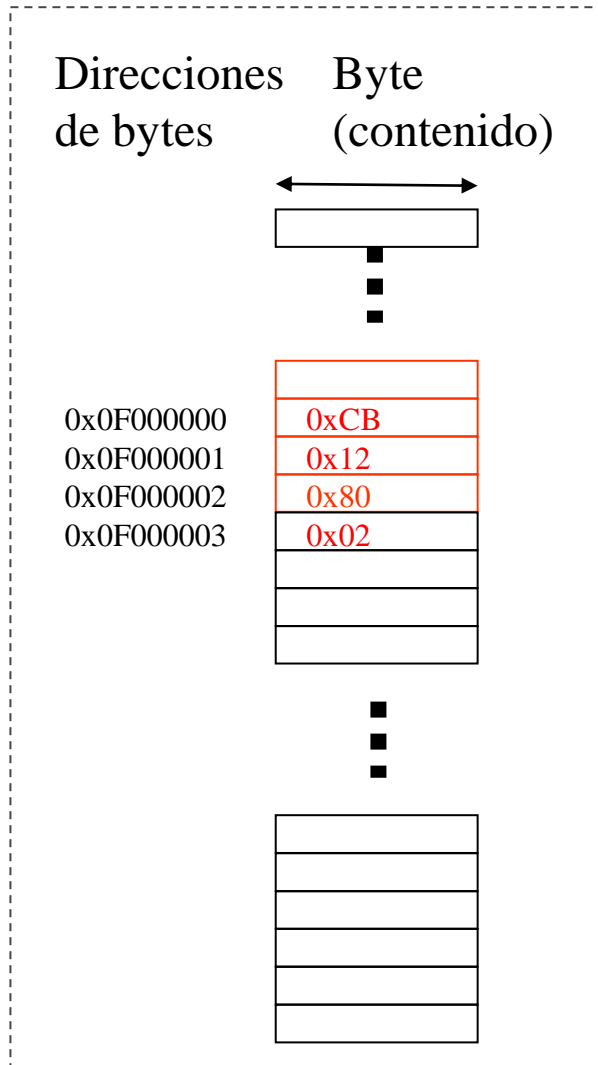 Direcciones Byte
de bytes (contenido)
0x0F000000 0xCB
0x0F000001 0x12
0x0F000002 0x80
0x0F000003 0x02